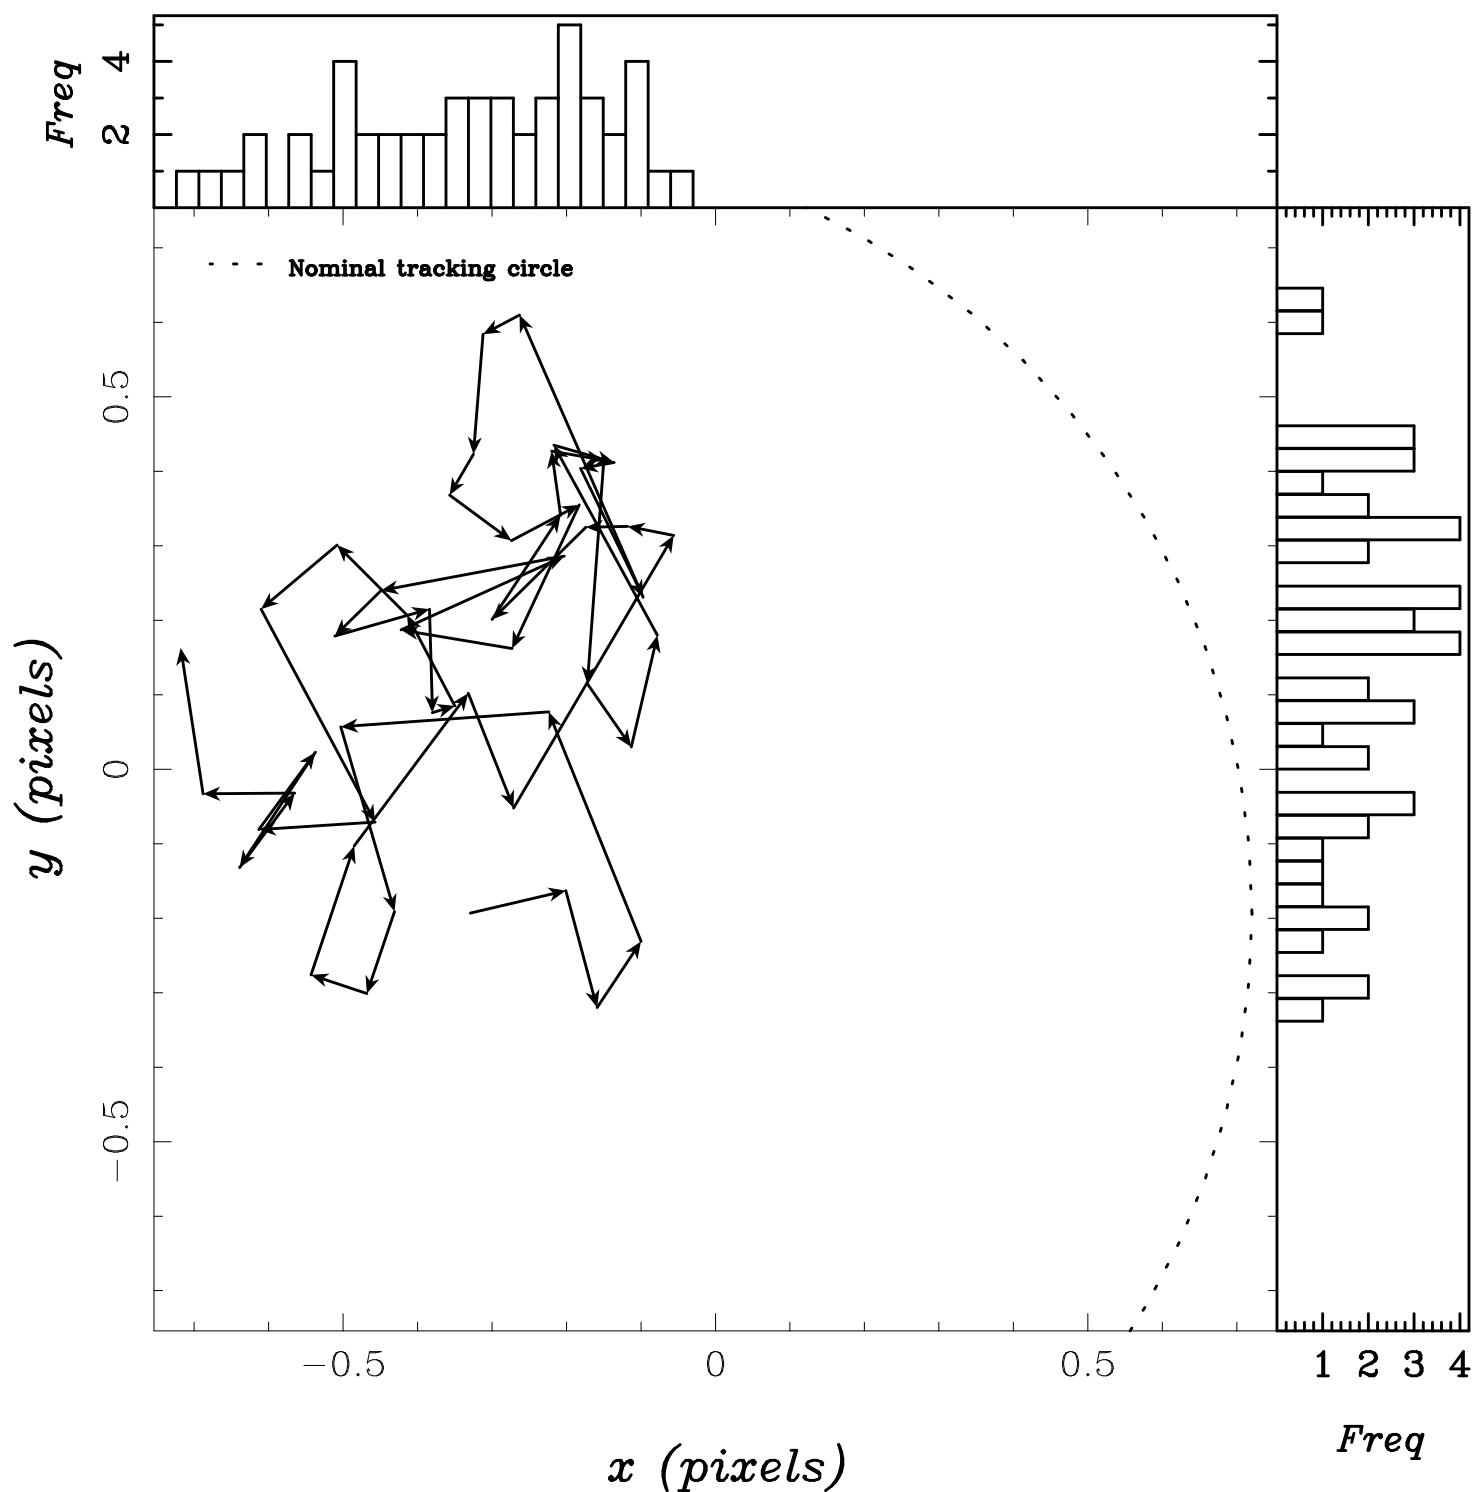 Freq
4
2
Nominal tracking circle
0.5
0
−0.5
y (pixels)
−0.5 0 0.5
1 2 3 4
Freq
x (pixels)